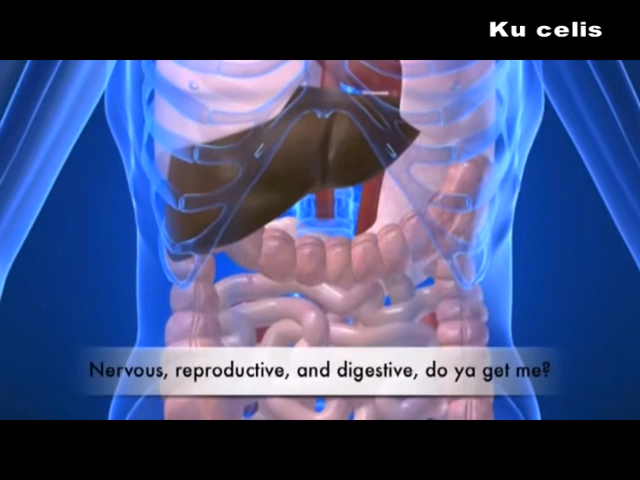 Ku celis
Nervous, reproductive, and digestive, do ya get me?